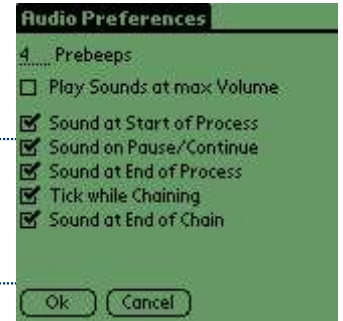 Audio Preferences
4 Prebeeps
Play Sounds at max Volume
Sound at Start of Process
Sound on Pause/Continue
Sound at End of Process
Tick while Chaining
Sound at End of Chain
Ok Cancel